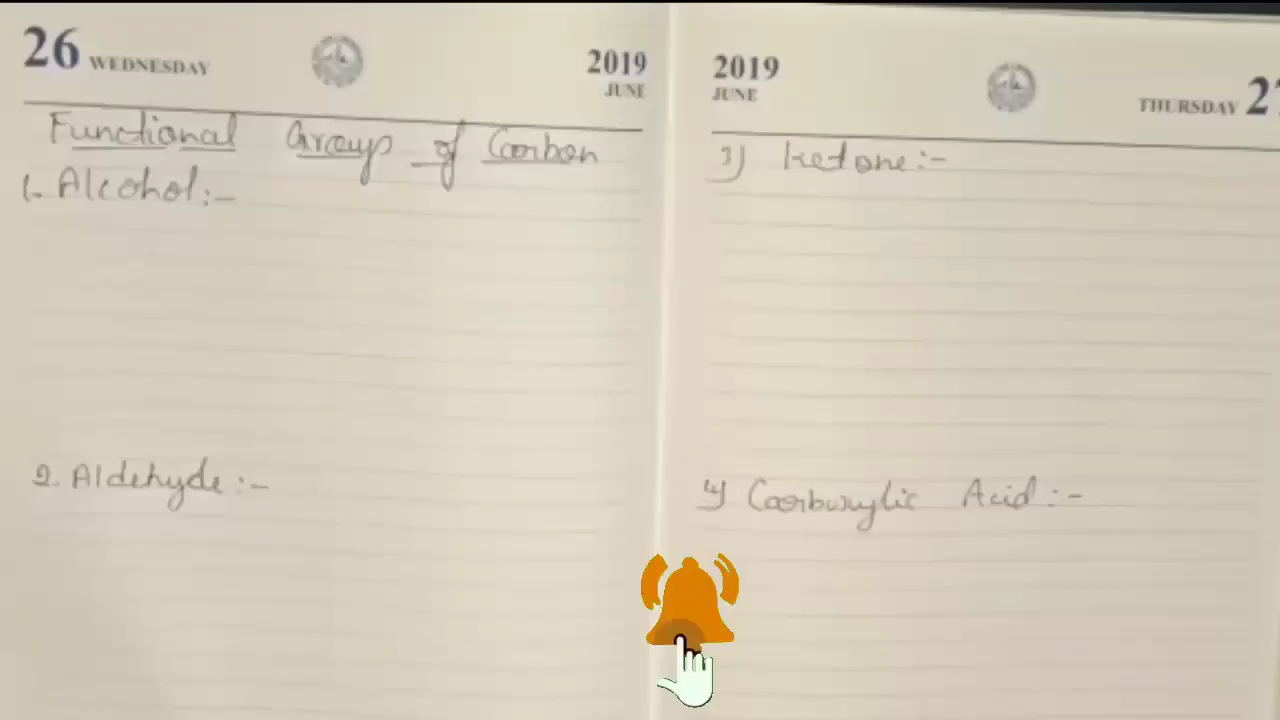 26 WEDNESDAY
2019
JUNE
Functional Groups of Carbon
1. Alcohol:-
2. Aldehyde:-
2019
JUNE
THURSDAY 27
3) Ketone:-
4) Carboxylic Acid:-